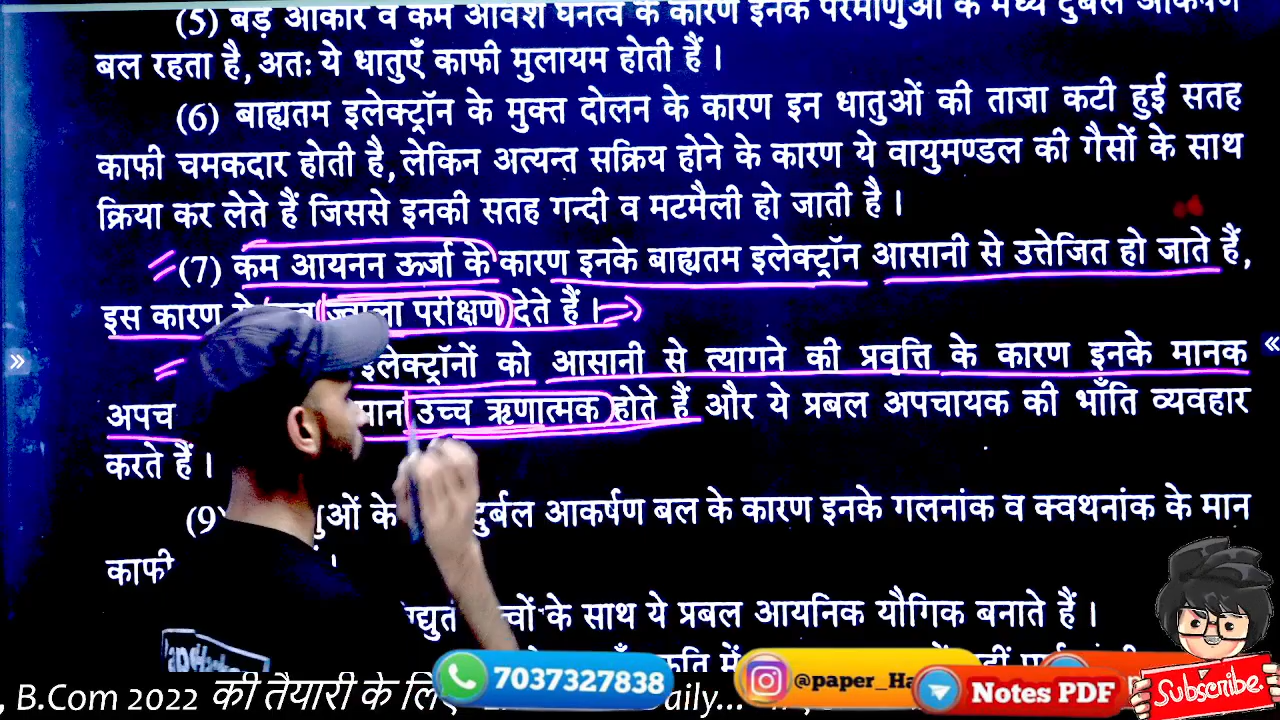 (5) बड़े आकार व कम आवेश घनत्व के कारण इनके परमाणुओं के मध्य दुर्बल आकर्षण
बल रहता है, अतः ये धातुएँ काफी मुलायम होती हैं ।
(6) बाह्यतम इलेक्ट्रॉन के मुक्त दोलन के कारण इन धातुओं की ताजा कटी हुई सतह
काफी चमकदार होती है, लेकिन अत्यन्त सक्रिय होने के कारण ये वायुमण्डल की गैसों के साथ
क्रिया कर लेते हैं जिससे इनकी सतह गन्दी व मटमैली हो जाती है ।
(7) कम आयनन ऊर्जा के कारण इनके बाह्यतम इलेक्ट्रॉन आसानी से उत्तेजित हो जाते हैं,
इस कारण ज्वाला परीक्षण देते हैं ।
इलेक्ट्रॉनों को आसानी से त्यागने की प्रवृत्ति के कारण इनके मानक
अपच मान उच्च ऋणात्मक होते हैं और ये प्रबल अपचायक की भाँति व्यवहार
करते हैं ।
(9) के दुर्बल आकर्षण बल के कारण इनके गलनांक व क्वथनांक के मान
काफी
के साथ ये प्रबल आयनिक यौगिक बनाते हैं ।
में
, B.Com 2022 की तैयारी के लिए
7037327838
@paper_Ha
Notes PDF
Subscribe